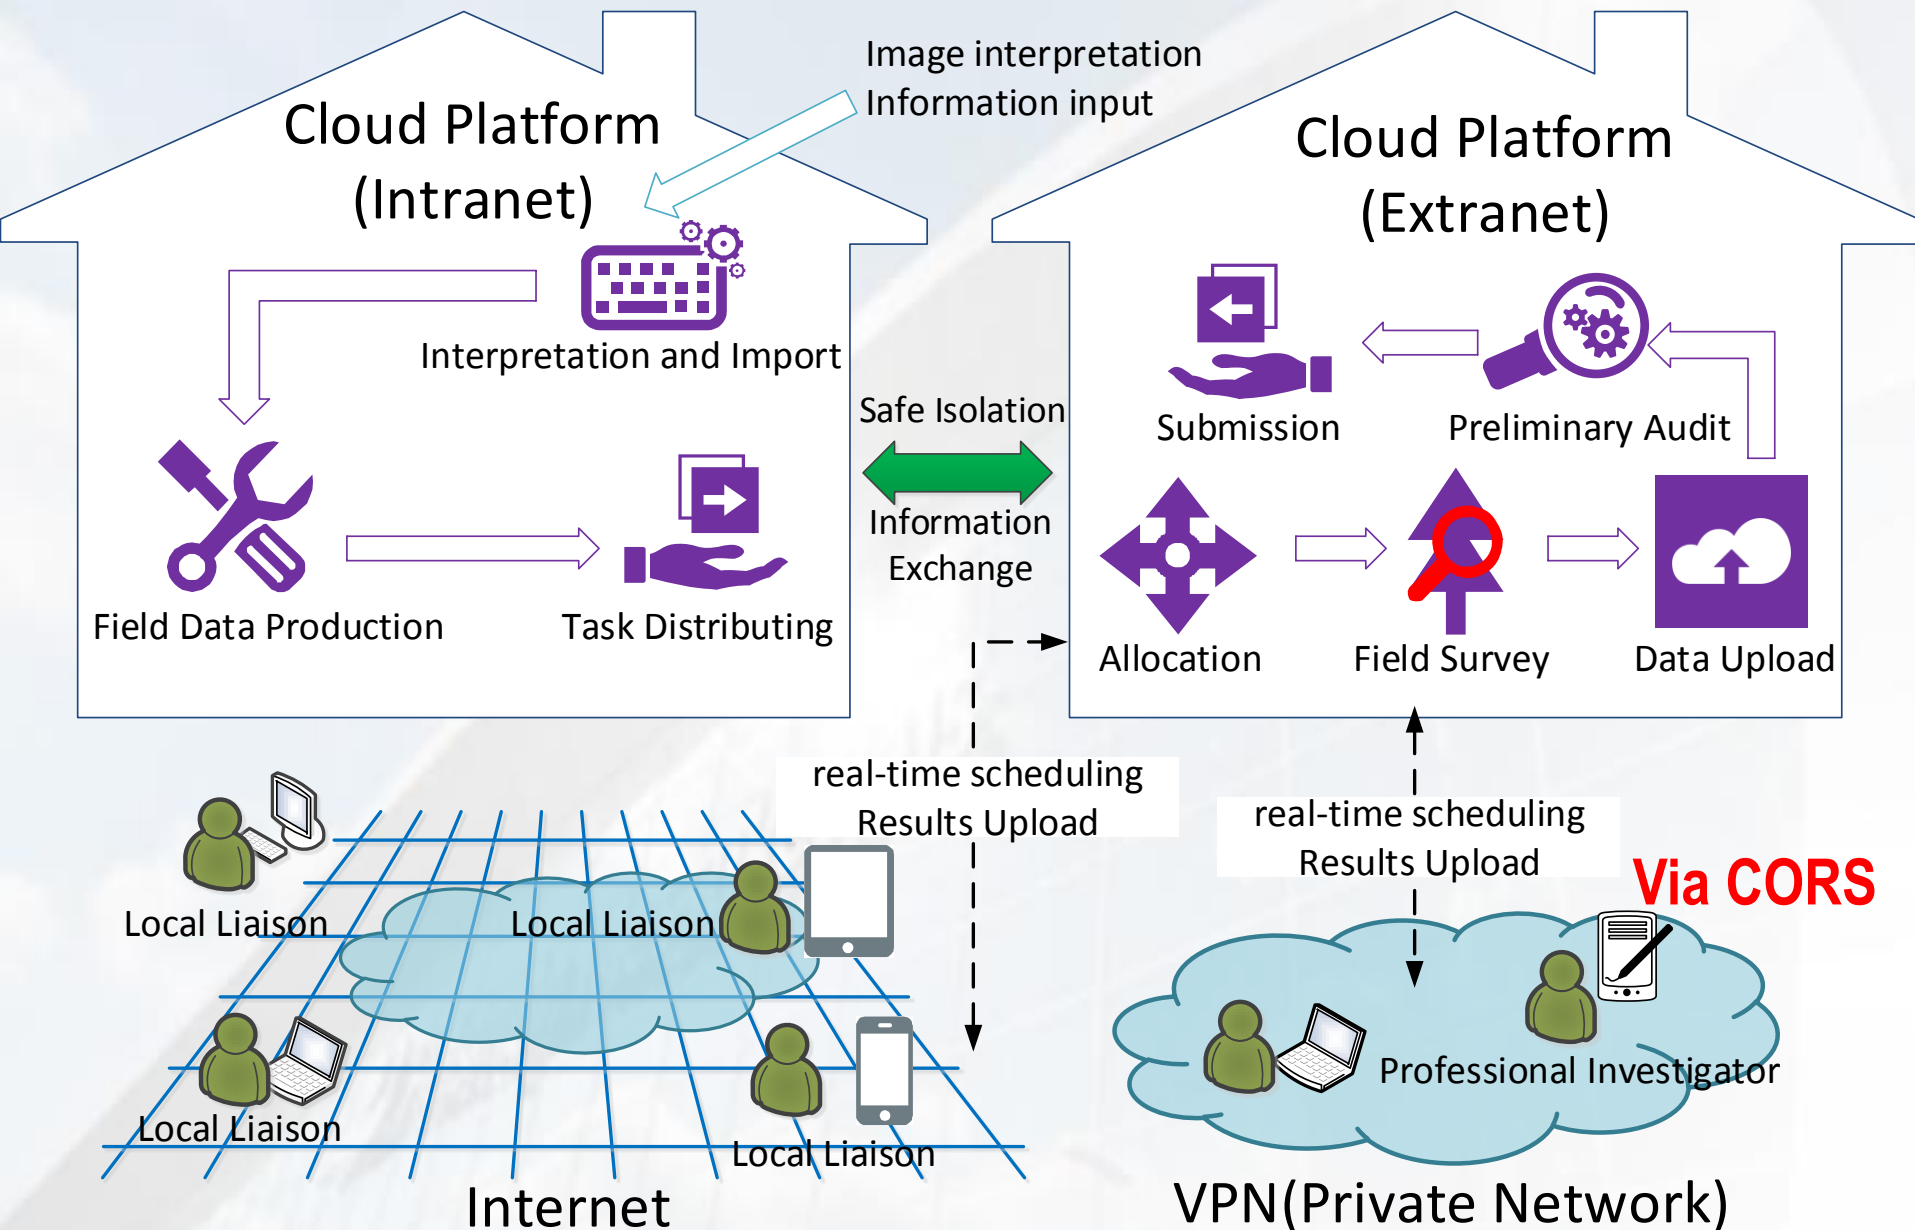 Image interpretation
Information input
Cloud Platform
(Intranet)
Cloud Platform
(Extranet)
Interpretation and Import
Safe Isolation
Submission
Preliminary Audit
Information
Exchange
Field Data Production
Task Distributing
Allocation
Field Survey
Data Upload
real-time scheduling
Results Upload
real-time scheduling
Results Upload
Via CORS
Local Liaison
Local Liaison
Professional Investigator
Local Liaison
Local Liaison
Internet
VPN(Private Network)